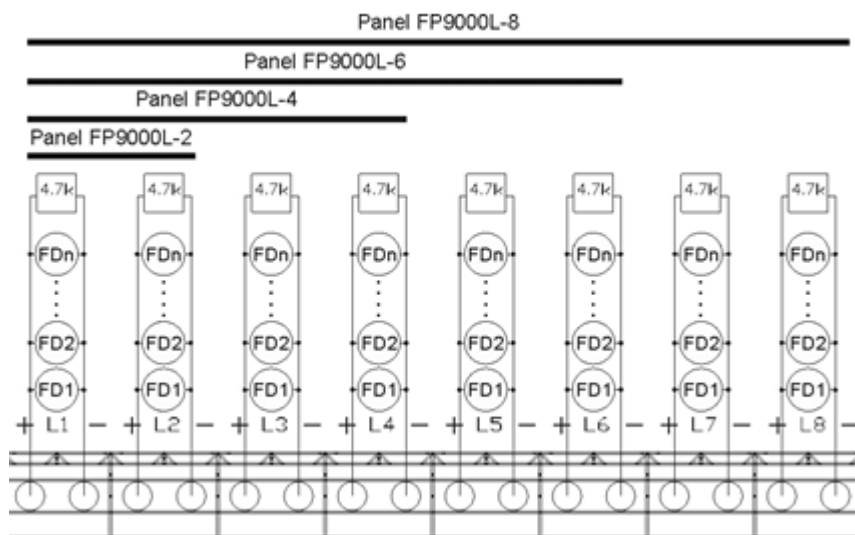 Panel FP9000L-8
Panel FP9000L-6
Panel FP9000L-4
Panel FP9000L-2
4.7k 4.7k 4.7k 4.7k 4.7k 4.7k 4.7k 4.7k
FDn FDn FDn FDn FDn FDn FDn FDn
FD2 FD2 FD2 FD2 FD2 FD2 FD2 FD2
FD1 FD1 FD1 FD1 FD1 FD1 FD1 FD1
+ L1 - + L2 - + L3 - + L4 - + L5 - + L6 - + L7 - + L8 -